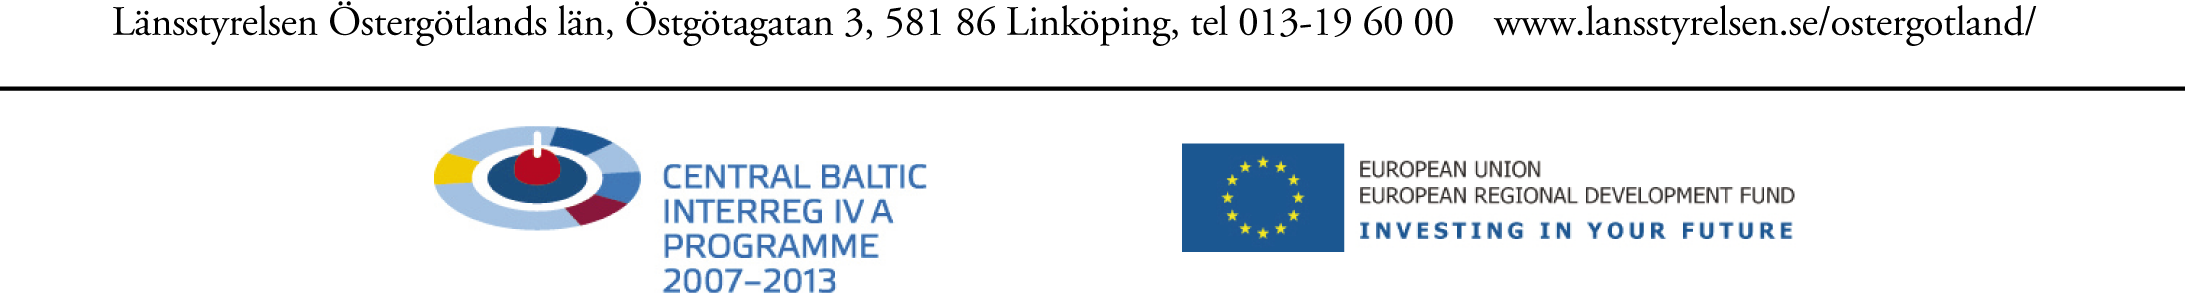 Länsstyrelsen Östergötlands län, Östgötagatan 3, 581 86 Linköping, tel 013-19 60 00 www.lansstyrelsen.se/ostergotland/
CENTRAL BALTIC
INTERREG IV A
PROGRAMME
2007–2013
EUROPEAN UNION
EUROPEAN REGIONAL DEVELOPMENT FUND
INVESTING IN YOUR FUTURE